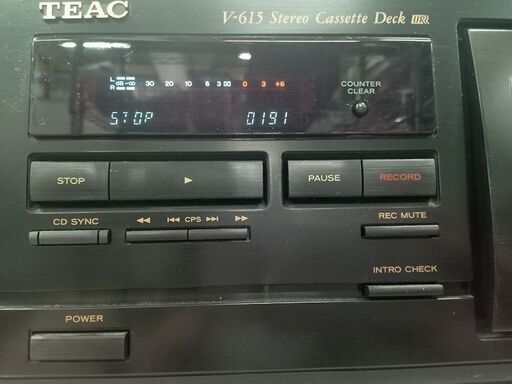 TEAC
V-615 Stereo Cassette Deck
L
dB -∞ 30 20 10 6 3 0 0 3 +6
R
COUNTER
CLEAR
STOP 0191
STOP
PAUSE RECORD
CD SYNC CPS
REC MUTE
INTRO CHECK
POWER